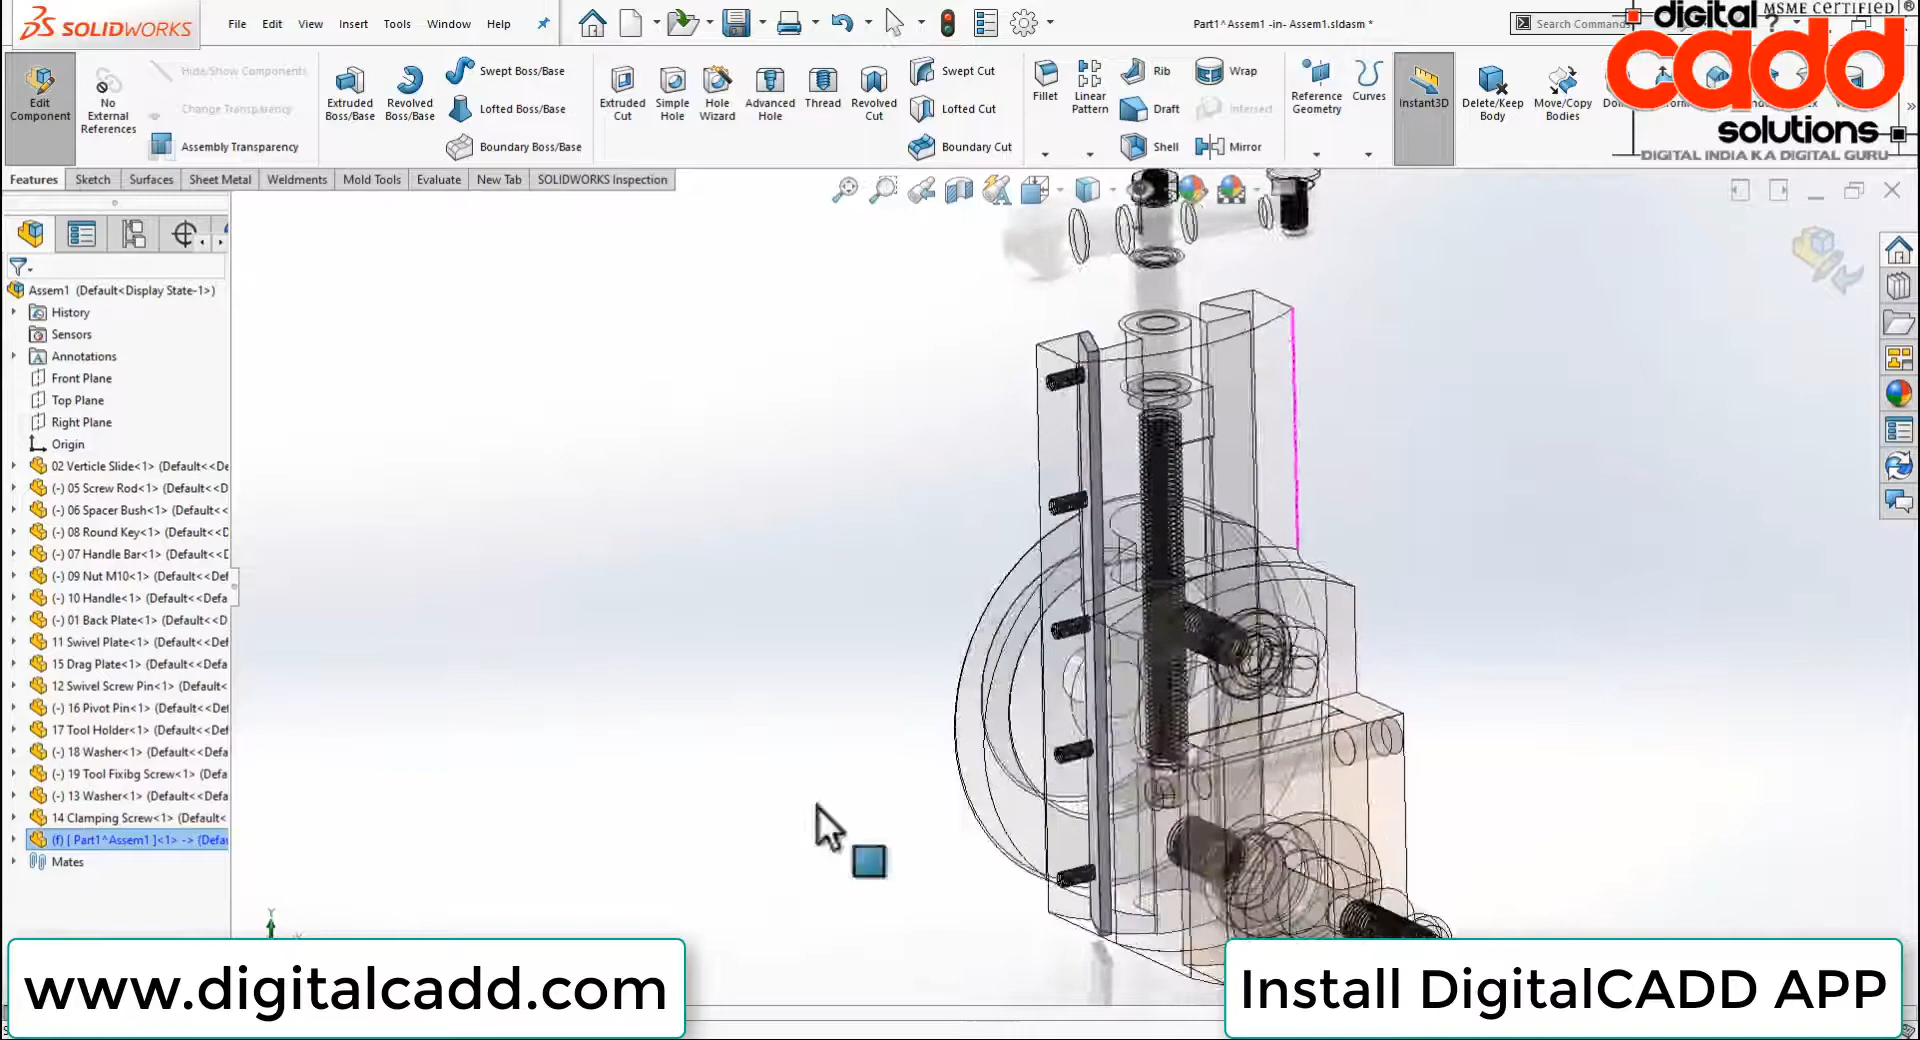 SOLIDWORKS
File Edit View Insert Tools Window Help
Part1^Assem1 -in- Assem1.sldasm *
Search Commands
digital
MSME CERTIFIED
cadd
solutions
DIGITAL INDIA KA DIGITAL GURU
Edit Component
No External References
Hide/Show Components
Change Transparency
Assembly Transparency
Extruded Boss/Base
Revolved Boss/Base
Swept Boss/Base
Lofted Boss/Base
Boundary Boss/Base
Extruded Cut
Simple Hole
Hole Wizard
Advanced Hole
Thread
Revolved Cut
Swept Cut
Lofted Cut
Boundary Cut
Fillet
Linear Pattern
Rib
Draft
Shell
Wrap
Intersect
Mirror
Reference Geometry
Curves
Instant3D
Delete/Keep Body
Move/Copy Bodies
Features Sketch Surfaces Sheet Metal Weldments Mold Tools Evaluate New Tab SOLIDWORKS Inspection
Assem1 (Default<Display State-1>)
History
Sensors
Annotations
Front Plane
Top Plane
Right Plane
Origin
02 Verticle Slide<1> (Default<<De
(-) 05 Screw Rod<1> (Default<<D
(-) 06 Spacer Bush<1> (Default<<
(-) 08 Round Key<1> (Default<<D
(-) 07 Handle Bar<1> (Default<<D
(-) 09 Nut M10<1> (Default<<Def
(-) 10 Handle<1> (Default<<Defa
(-) 01 Back Plate<1> (Default<<D
11 Swivel Plate<1> (Default<<Def
15 Drag Plate<1> (Default<<Defa
12 Swivel Screw Pin<1> (Default<
(-) 16 Pivot Pin<1> (Default<<Def
17 Tool Holder<1> (Default<<Def
(-) 18 Washer<1> (Default<<Defa
(-) 19 Tool Fixibg Screw<1> (Defa
(-) 13 Washer<1> (Default<<Defa
14 Clamping Screw<1> (Default<
(f) [ Part1^Assem1 ]<1> -> (Defau
Mates
Y
www.digitalcadd.com
Install DigitalCADD APP